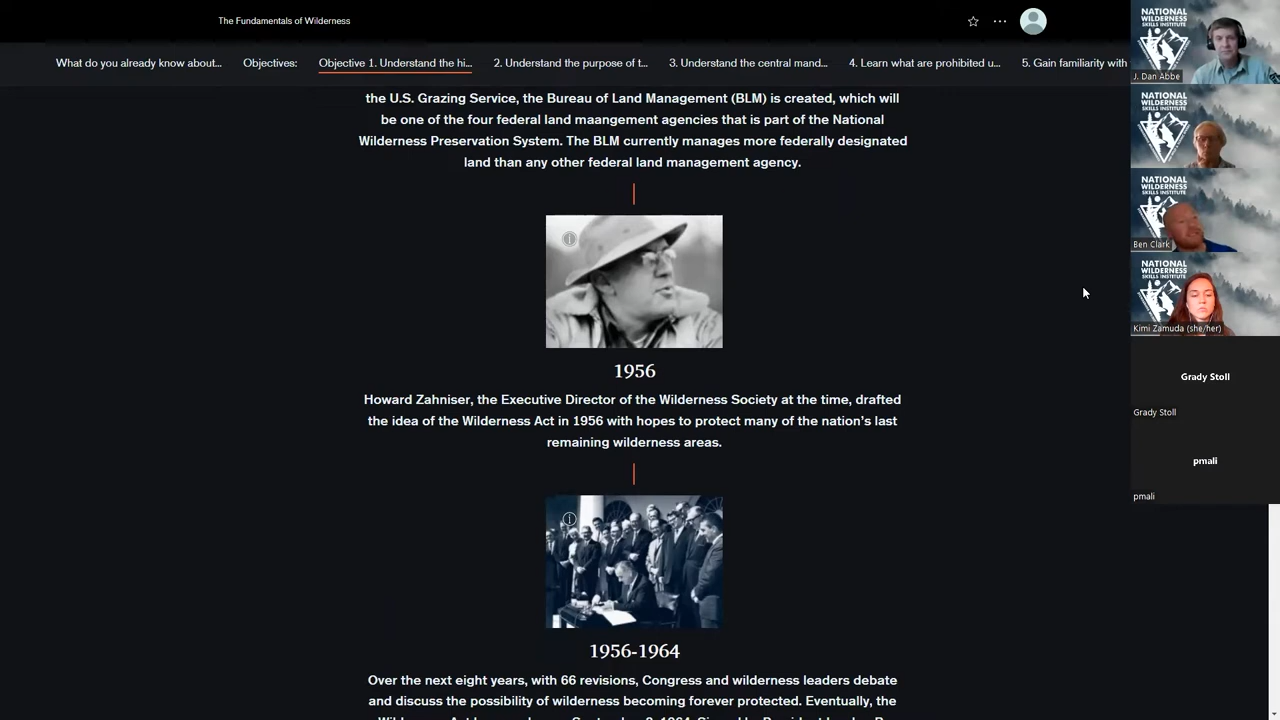 The Fundamentals of Wilderness
What do you already know about...
Objectives:
Objective 1. Understand the hi...
2. Understand the purpose of t...
3. Understand the central mand...
4. Learn what are prohibited u...
5. Gain familiarity with
the U.S. Grazing Service, the Bureau of Land Management (BLM) is created, which will
be one of the four federal land maangement agencies that is part of the National
Wilderness Preservation System. The BLM currently manages more federally designated
land than any other federal land management agency.
1956
Howard Zahniser, the Executive Director of the Wilderness Society at the time, drafted
the idea of the Wilderness Act in 1956 with hopes to protect many of the nation's last
remaining wilderness areas.
1956-1964
Over the next eight years, with 66 revisions, Congress and wilderness leaders debate
and discuss the possibility of wilderness becoming forever protected. Eventually, the
NATIONAL
WILDERNESS
SKILLS INSTITUTE
J. Dan Abbe
NATIONAL
WILDERNESS
SKILLS INSTITUTE
NATIONAL
WILDERNESS
SKILLS INSTITUTE
Ben Clark
NATIONAL
WILDERNESS
SKILLS INSTITUTE
Kimi Zamuda (she/her)
Grady Stoll
Grady Stoll
pmali
pmali